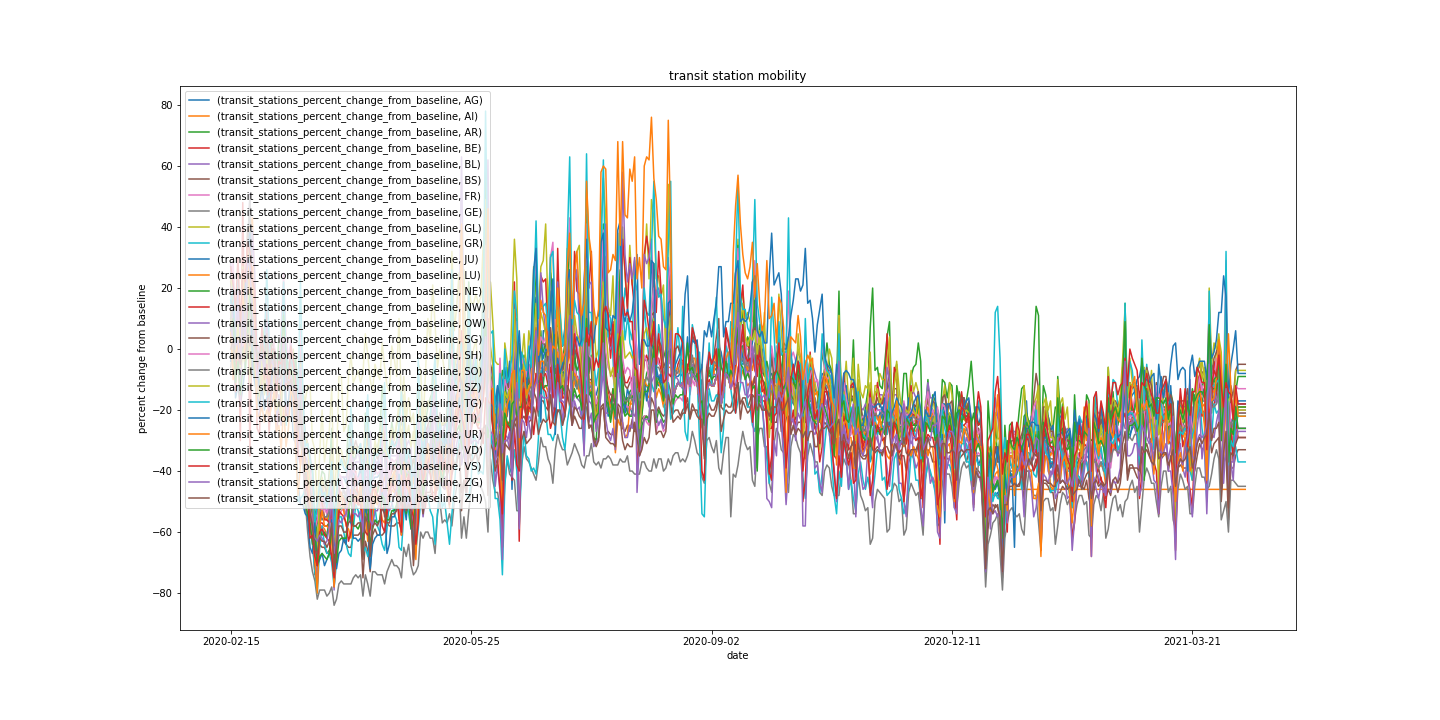 transit station mobility
80
60
40
20
0
−20
−40
−60
−80
percent change from baseline
(transit_stations_percent_change_from_baseline, AG)
(transit_stations_percent_change_from_baseline, AI)
(transit_stations_percent_change_from_baseline, AR)
(transit_stations_percent_change_from_baseline, BE)
(transit_stations_percent_change_from_baseline, BL)
(transit_stations_percent_change_from_baseline, BS)
(transit_stations_percent_change_from_baseline, FR)
(transit_stations_percent_change_from_baseline, GE)
(transit_stations_percent_change_from_baseline, GL)
(transit_stations_percent_change_from_baseline, GR)
(transit_stations_percent_change_from_baseline, JU)
(transit_stations_percent_change_from_baseline, LU)
(transit_stations_percent_change_from_baseline, NE)
(transit_stations_percent_change_from_baseline, NW)
(transit_stations_percent_change_from_baseline, OW)
(transit_stations_percent_change_from_baseline, SG)
(transit_stations_percent_change_from_baseline, SH)
(transit_stations_percent_change_from_baseline, SO)
(transit_stations_percent_change_from_baseline, SZ)
(transit_stations_percent_change_from_baseline, TG)
(transit_stations_percent_change_from_baseline, TI)
(transit_stations_percent_change_from_baseline, UR)
(transit_stations_percent_change_from_baseline, VD)
(transit_stations_percent_change_from_baseline, VS)
(transit_stations_percent_change_from_baseline, ZG)
(transit_stations_percent_change_from_baseline, ZH)
2020-02-15
2020-05-25
2020-09-02
2020-12-11
2021-03-21
date